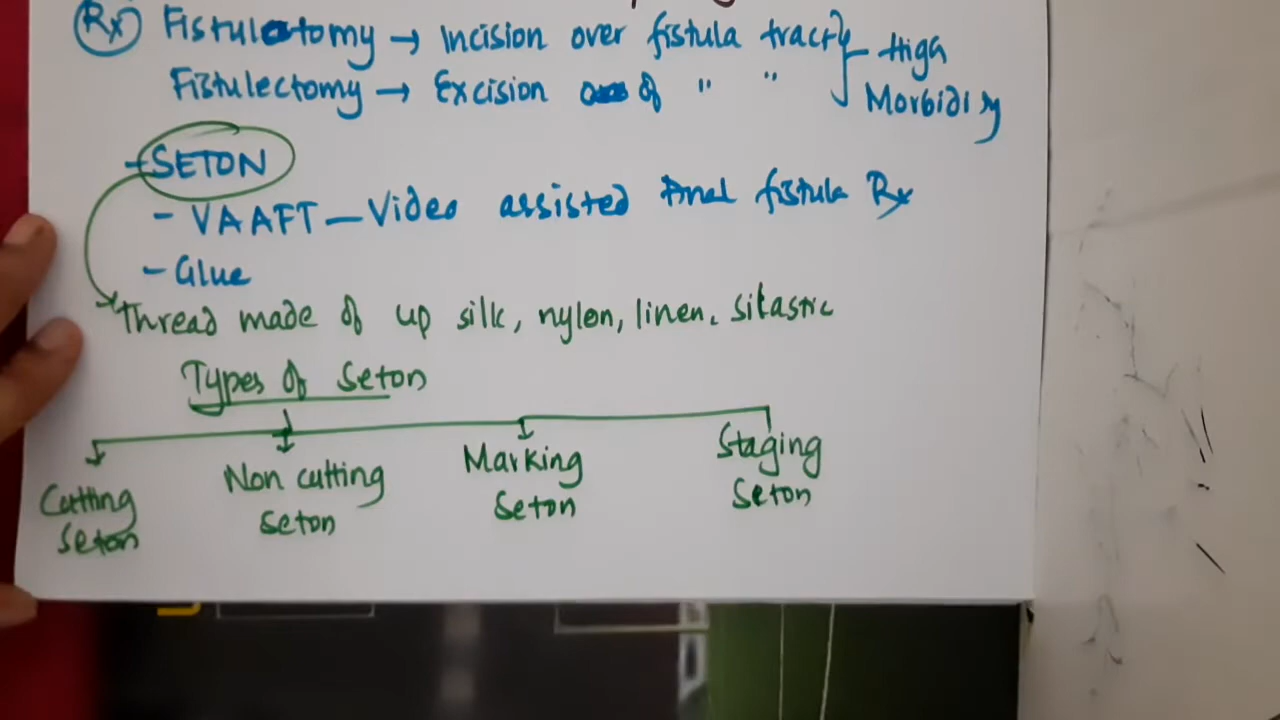 Rx Fistulotomy → Incision over fistula tract
Fistulectomy → Excision of " "
High Morbidity
- SETON
- VAAFT - Video assisted Anal fistula Rx
- Glue
Thread made of up silk, nylon, linen, silastic
Types of Seton
Cutting Seton
Non cutting Seton
Marking Seton
Staging Seton